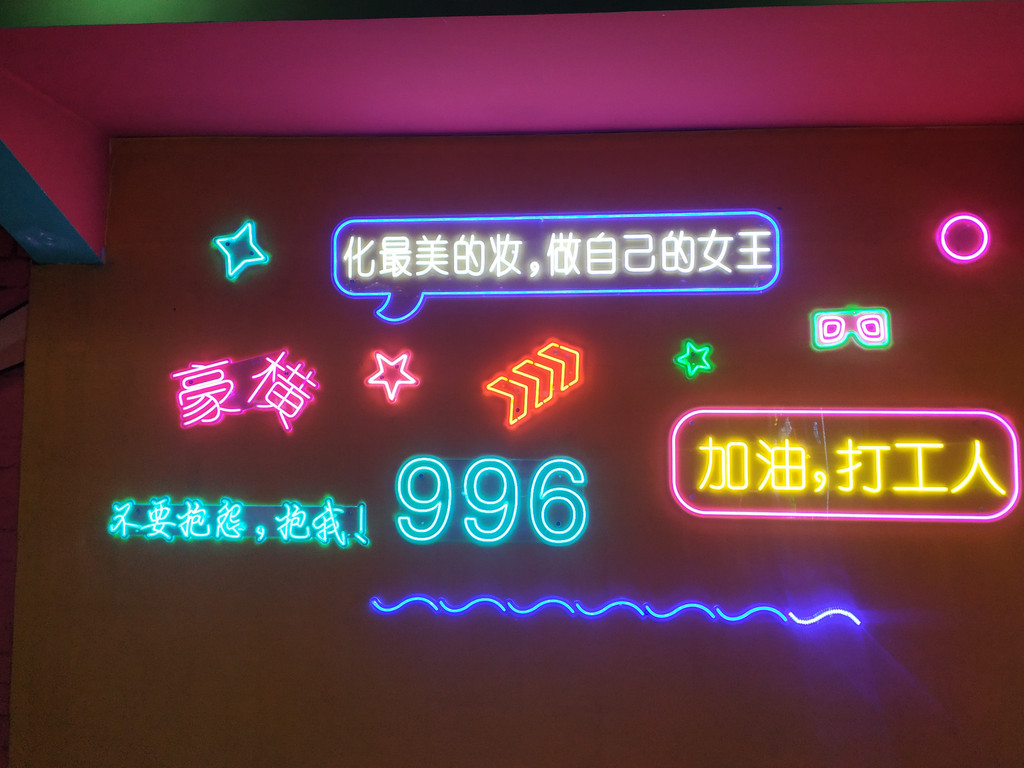 化最美的妆，做自己的女王
豪横
加油，打工人
996
不要抱怨，抱我！